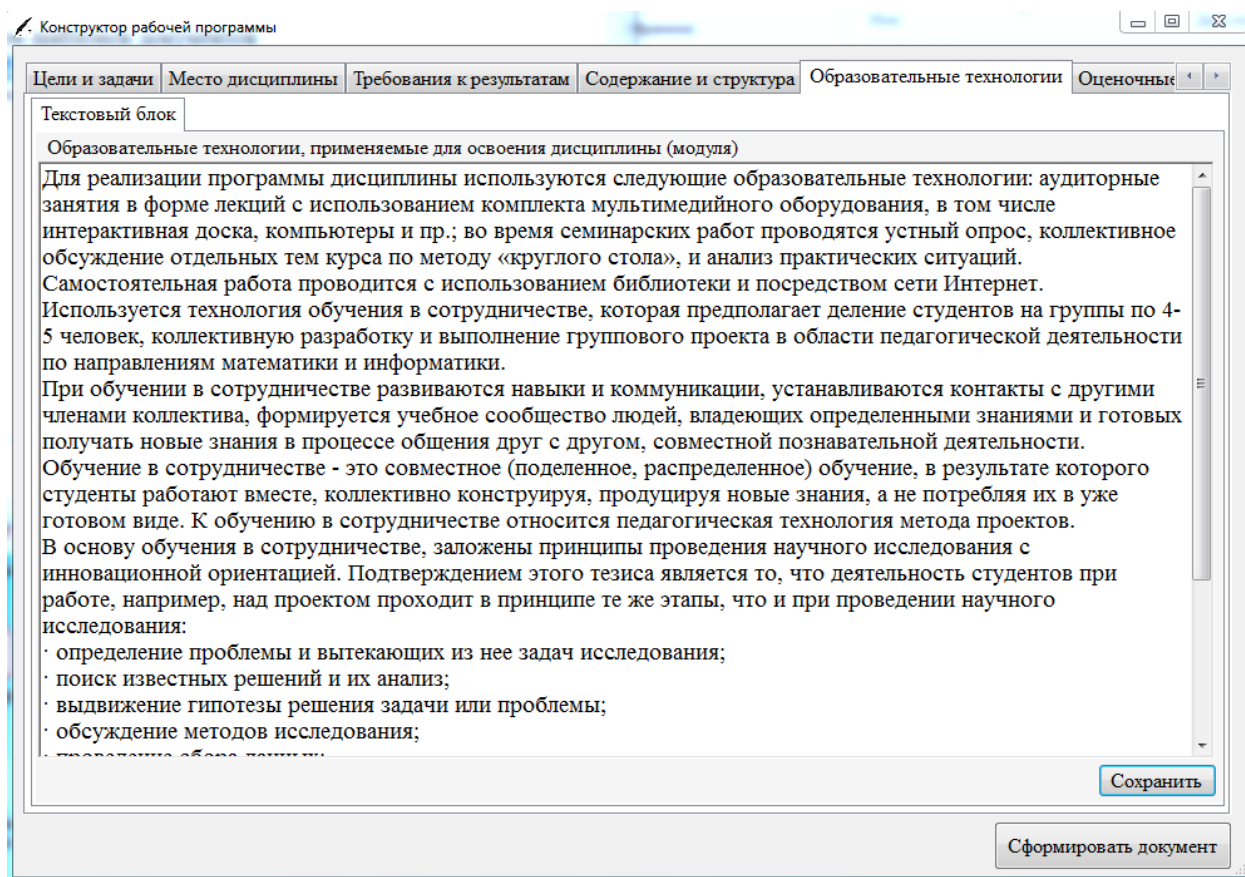 Конструктор рабочей программы
Цели и задачи Место дисциплины Требования к результатам Содержание и структура Образовательные технологии Оценочные
Текстовый блок
Образовательные технологии, применяемые для освоения дисциплины (модуля)
Для реализации программы дисциплины используются следующие образовательные технологии: аудиторные
занятия в форме лекций с использованием комплекта мультимедийного оборудования, в том числе
интерактивная доска, компьютеры и пр.; во время семинарских работ проводятся устный опрос, коллективное
обсуждение отдельных тем курса по методу «круглого стола», и анализ практических ситуаций.
Самостоятельная работа проводится с использованием библиотеки и посредством сети Интернет.
Используется технология обучения в сотрудничестве, которая предполагает деление студентов на группы по 4-
5 человек, коллективную разработку и выполнение группового проекта в области педагогической деятельности
по направлениям математики и информатики.
При обучении в сотрудничестве развиваются навыки и коммуникации, устанавливаются контакты с другими
членами коллектива, формируется учебное сообщество людей, владеющих определенными знаниями и готовых
получать новые знания в процессе общения друг с другом, совместной познавательной деятельности.
Обучение в сотрудничестве - это совместное (поделенное, распределенное) обучение, в результате которого
студенты работают вместе, коллективно конструируя, продуцируя новые знания, а не потребляя их в уже
готовом виде. К обучению в сотрудничестве относится педагогическая технология метода проектов.
В основу обучения в сотрудничестве, заложены принципы проведения научного исследования с
инновационной ориентацией. Подтверждением этого тезиса является то, что деятельность студентов при
работе, например, над проектом проходит в принципе те же этапы, что и при проведении научного
исследования:
· определение проблемы и вытекающих из нее задач исследования;
· поиск известных решений и их анализ;
· выдвижение гипотезы решения задачи или проблемы;
· обсуждение методов исследования;
· проведение сбора данных;
Сохранить
Сформировать документ